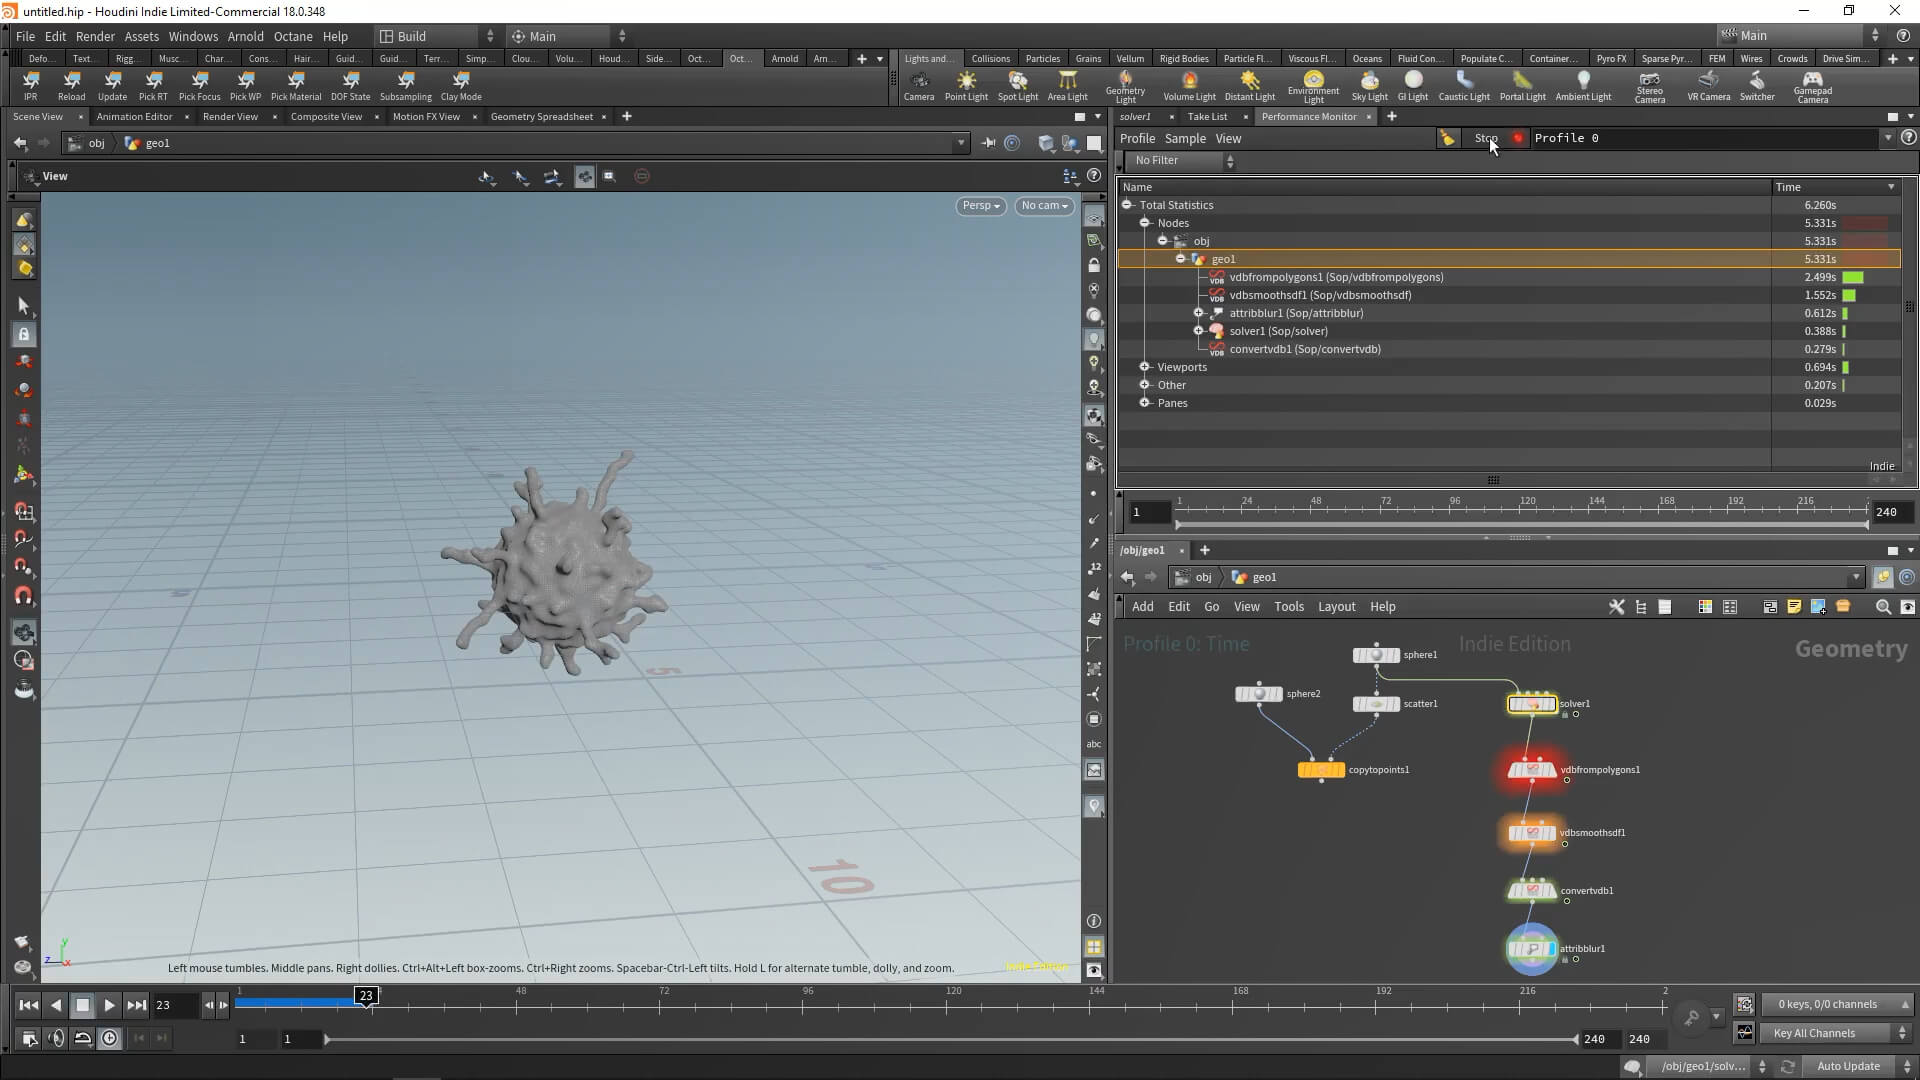 untitled.hip - Houdini Indie Limited-Commercial 18.0.348
File Edit Render Assets Windows Arnold Octane Help Build Main Main
Defo... Text... Rigg... Musc... Char... Cons... Hair... Guid... Guid... Terr... Simp... Clou... Volu... Houd... Side... Oct... Oct... Arnold Arn...
Lights and... Collisions Particles Grains Vellum Rigid Bodies Particle Fl... Viscous Fl... Oceans Fluid Con... Populate C... Container... Pyro FX Sparse Pyr... FEM Wires Crowds Drive Sim...
IPR Reload Update Pick RT Pick Focus Pick WP Pick Material DOF State Subsampling Clay Mode
Camera Point Light Spot Light Area Light Geometry Light Volume Light Distant Light Environment Light Sky Light GI Light Caustic Light Portal Light Ambient Light Stereo Camera VR Camera Switcher Gamepad Camera
Scene View Animation Editor Render View Composite View Motion FX View Geometry Spreadsheet
solver1 Take List Performance Monitor
obj geo1
Profile Sample View Stop Profile 0
No Filter
View
Persp No cam
Name Time
Total Statistics 6.260s
Nodes 5.331s
obj 5.331s
geo1 5.331s
vdbfrompolygons1 (Sop/vdbfrompolygons) 2.499s
vdbsmoothsdf1 (Sop/vdbsmoothsdf) 1.552s
attribblur1 (Sop/attribblur) 0.612s
solver1 (Sop/solver) 0.388s
convertvdb1 (Sop/convertvdb) 0.279s
Viewports 0.694s
Other 0.207s
Panes 0.029s
Indie
1 24 48 72 96 120 144 168 192 216
1 240
/obj/geo1
obj geo1
Add Edit Go View Tools Layout Help
Profile 0: Time Indie Edition Geometry
sphere1
sphere2
scatter1 solver1
copytopoints1 vdbfrompolygons1
vdbsmoothsdf1
convertvdb1
attribblur1
12
abc
5
10
z y x
Left mouse tumbles. Middle pans. Right dollies. Ctrl+Alt+Left box-zooms. Ctrl+Right zooms. Spacebar-Ctrl-Left tilts. Hold L for alternate tumble, dolly, and zoom.
Indie Edition
23 1 23 48 72 96 120 144 168 192 216 2
0 keys, 0/0 channels
1 1 240 240
Key All Channels
/obj/geo1/solv... Auto Update